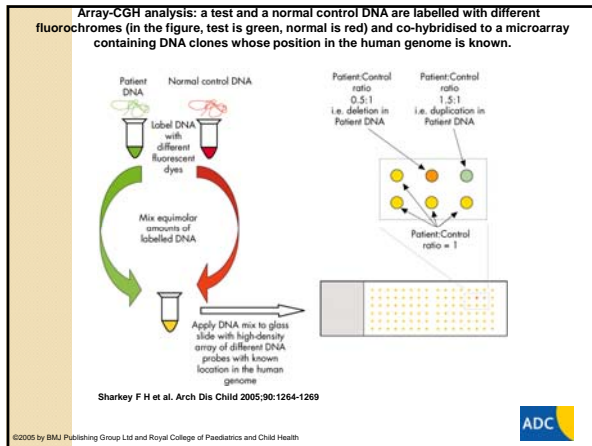 Array-CGH analysis: a test and a normal control DNA are labelled with different
fluorochromes (in the figure, test is green, normal is red) and co-hybridised to a microarray
containing DNA clones whose position in the human genome is known.
Patient
DNA
Normal control DNA
Label DNA
with
different
fluorescent
dyes
Mix equimolar
amounts of
labelled DNA
Apply DNA mix to glass
slide with high-density
array of different DNA
probes with known
location in the human
genome
Patient:Control
ratio
0.5:1
i.e. deletion in
Patient DNA
Patient:Control
ratio
1.5:1
i.e. duplication in
Patient DNA
Patient:Control
ratio = 1
Sharkey F H et al. Arch Dis Child 2005;90:1264-1269
©2005 by BMJ Publishing Group Ltd and Royal College of Paediatrics and Child Health
ADC